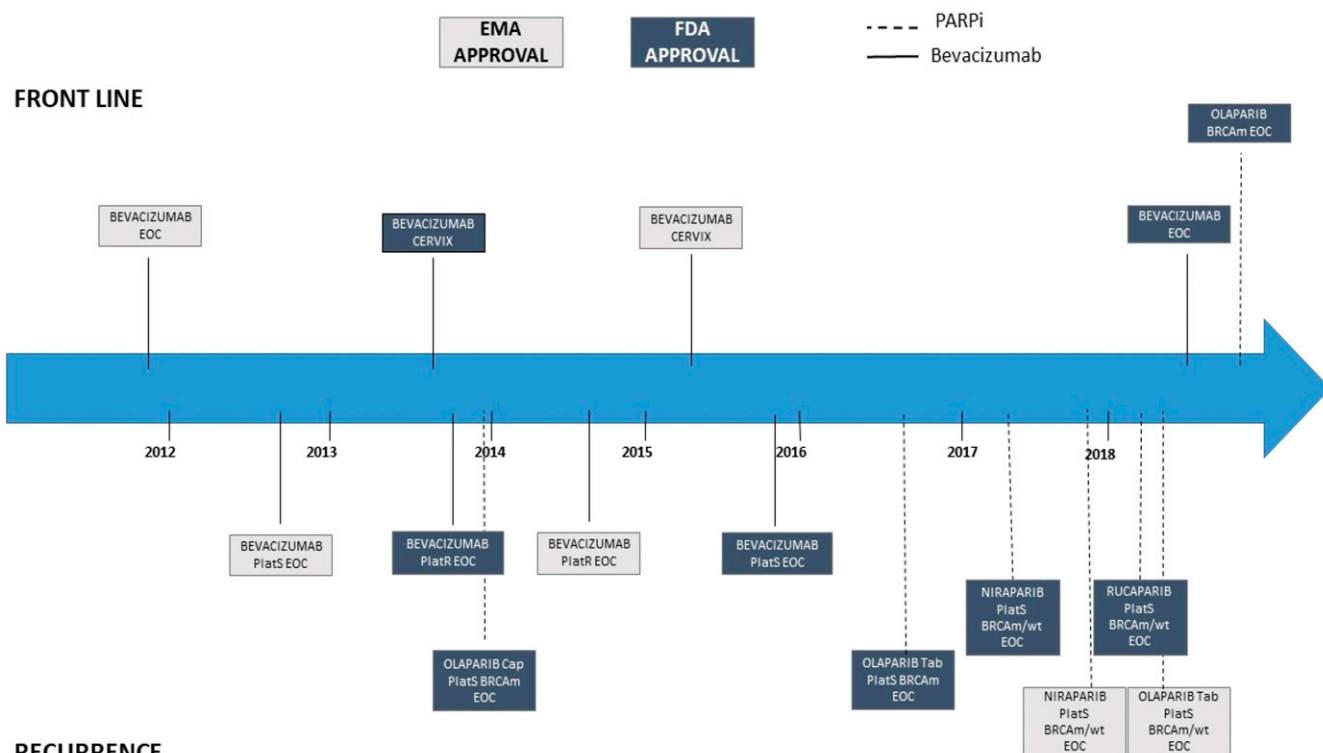 EMA
APPROVAL
FDA
APPROVAL
PARPi
Bevacizumab
FRONT LINE
OLAPARIB
BRCAm EOC
BEVACIZUMAB
EOC
BEVACIZUMAB
CERVIX
BEVACIZUMAB
CERVIX
BEVACIZUMAB
EOC
2012
2013
2014
2015
2016
2017
2018
BEVACIZUMAB
PlatS EOC
BEVACIZUMAB
PlatR EOC
BEVACIZUMAB
PlatR EOC
BEVACIZUMAB
PlatS EOC
NIRAPARIB
PlatS
BRCAm/wt
EOC
RUCAPARIB
PlatS
BRCAm/wt
EOC
OLAPARIB Cap
PlatS BRCAm
EOC
OLAPARIB Tab
PlatS BRCAm
EOC
NIRAPARIB
PlatS
BRCAm/wt
EOC
OLAPARIB Tab
PlatS
BRCAm/wt
EOC
RECURRENCE